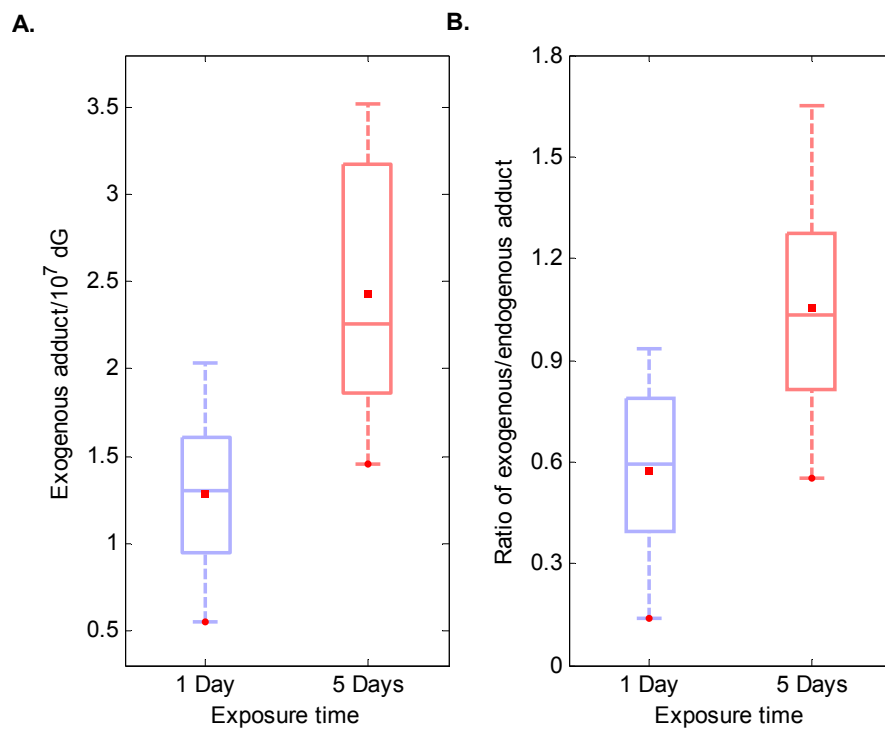 A.
Exogenous adduct/10⁷ dG
3.5
3
2.5
2
1.5
1
0.5
1 Day
5 Days
Exposure time
B.
Ratio of exogenous/endogenous adduct
1.8
1.5
1.2
0.9
0.6
0.3
0
1 Day
5 Days
Exposure time